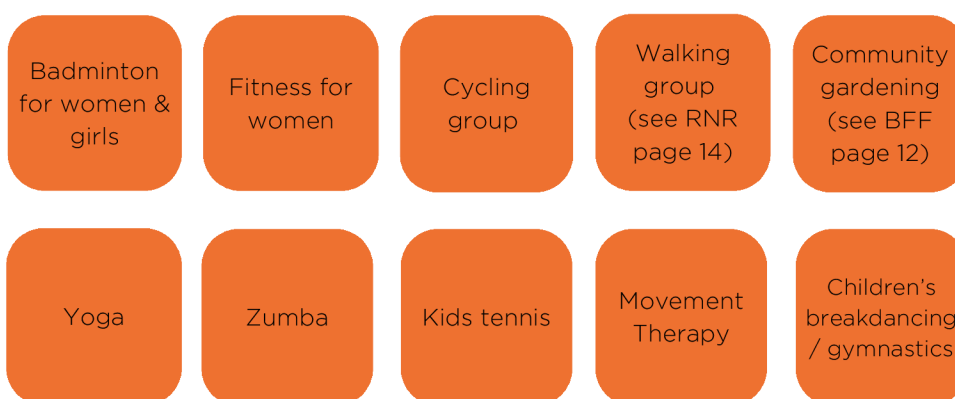 Badminton
for women &
girls
Fitness for
women
Cycling
group
Walking
group
(see RNR
page 14)
Community
gardening
(see BFF
page 12)
Yoga
Zumba
Kids tennis
Movement
Therapy
Children’s
breakdancing
/ gymnastics